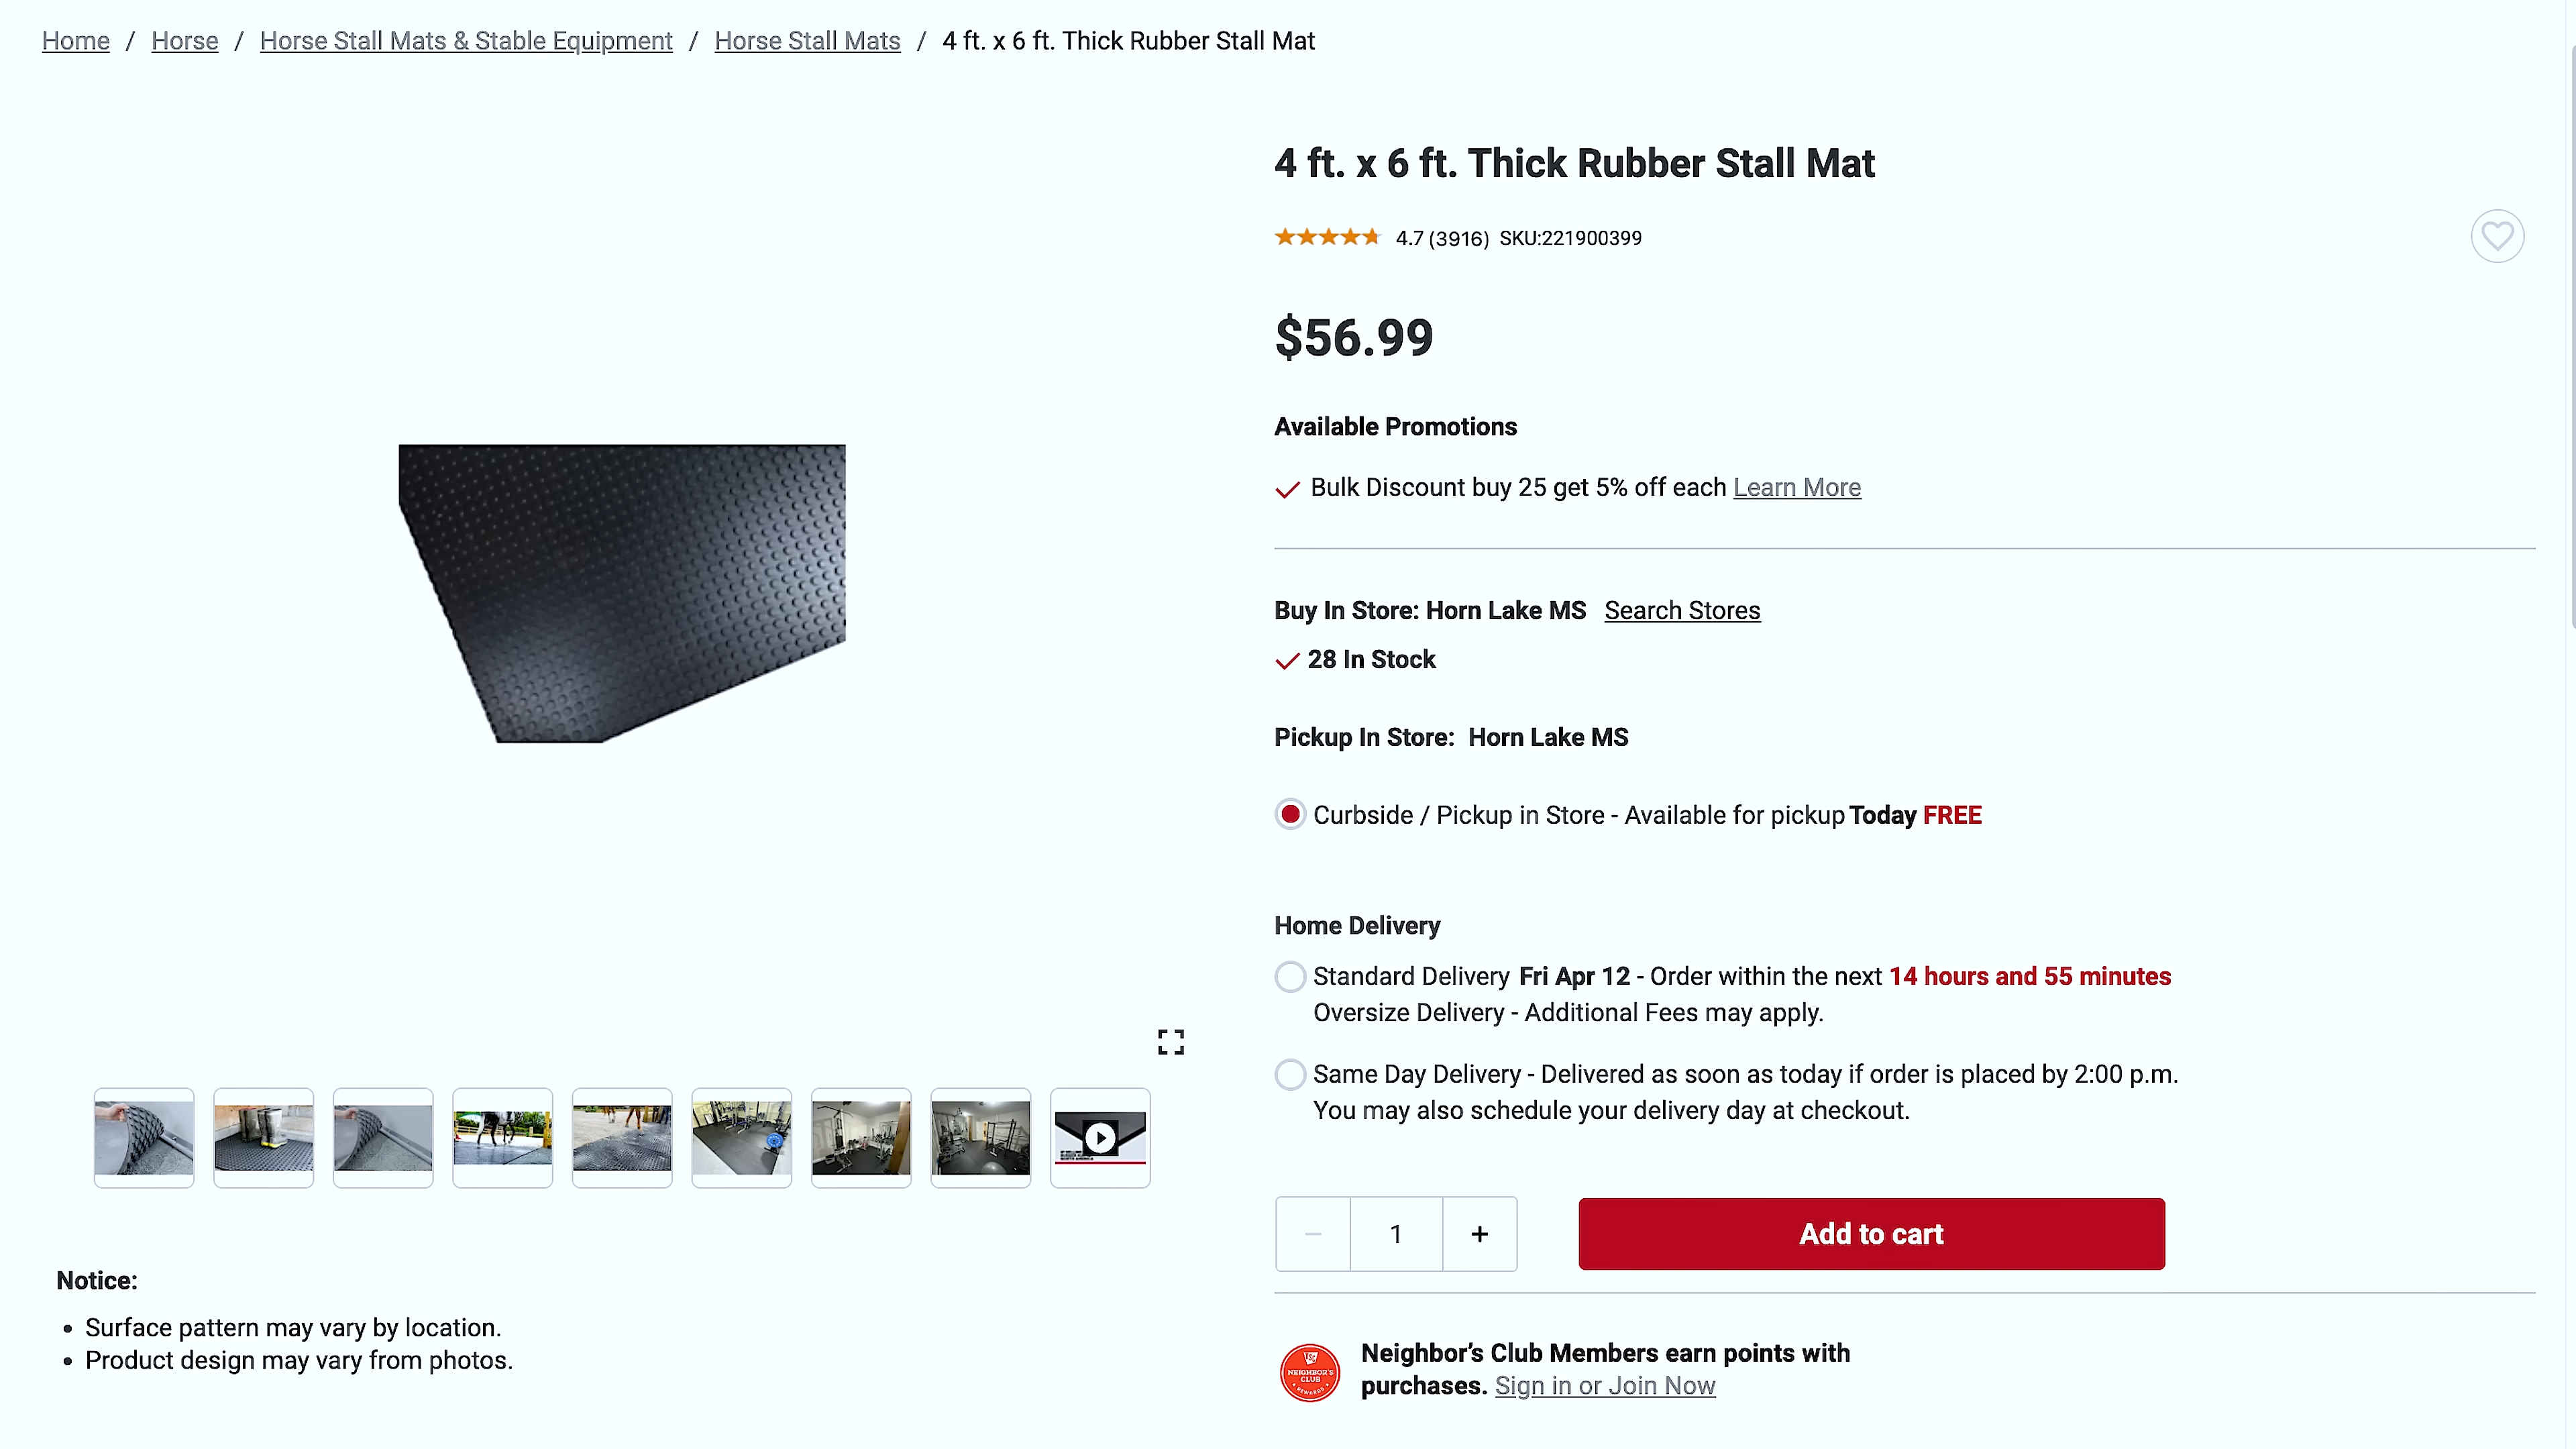 Home / Horse / Horse Stall Mats & Stable Equipment / Horse Stall Mats / 4 ft. x 6 ft. Thick Rubber Stall Mat
4 ft. x 6 ft. Thick Rubber Stall Mat
4.7 (3916) SKU:221900399
$56.99
Available Promotions
Bulk Discount buy 25 get 5% off each Learn More
Buy In Store: Horn Lake MS Search Stores
28 In Stock
Pickup In Store: Horn Lake MS
Curbside / Pickup in Store - Available for pickup Today FREE
Home Delivery
Standard Delivery Fri Apr 12 - Order within the next 14 hours and 55 minutes
Oversize Delivery - Additional Fees may apply.
Same Day Delivery - Delivered as soon as today if order is placed by 2:00 p.m.
You may also schedule your delivery day at checkout.
1
Add to cart
Notice:
• Surface pattern may vary by location.
• Product design may vary from photos.
NEIGHBOR'S
CLUB
REWARDS
Neighbor's Club Members earn points with
purchases. Sign in or Join Now